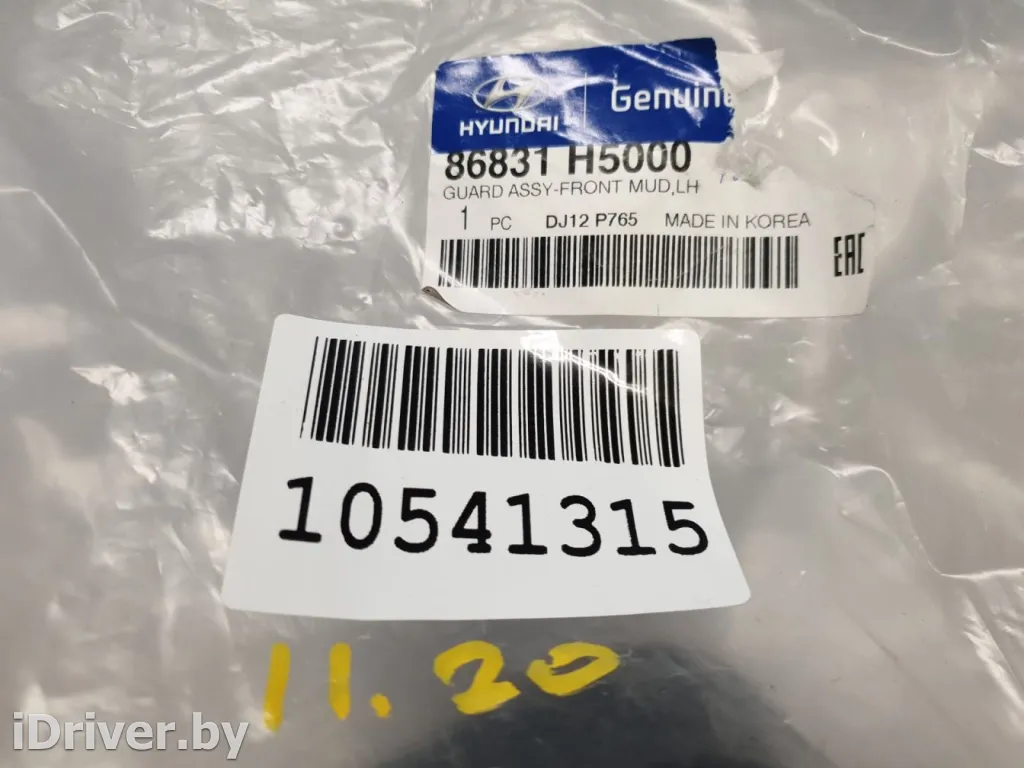 HYUNDAI Genuine
86831 H5000
GUARD ASSY-FRONT MUD,LH
1 PC DJ12 P765 MADE IN KOREA
EAC
10541315
11.20
iDriver.by